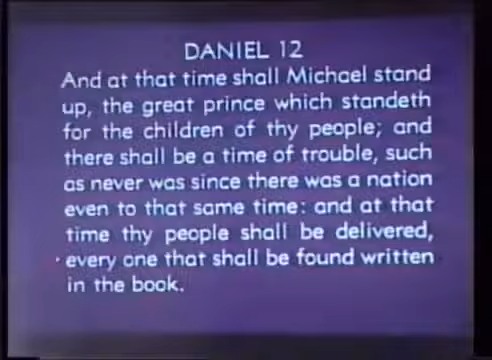 DANIEL 12
And at that time shall Michael stand
up, the great prince which standeth
for the children of thy people; and
there shall be a time of trouble, such
as never was since there was a nation
even to that same time: and at that
time thy people shall be delivered,
every one that shall be found written
in the book.